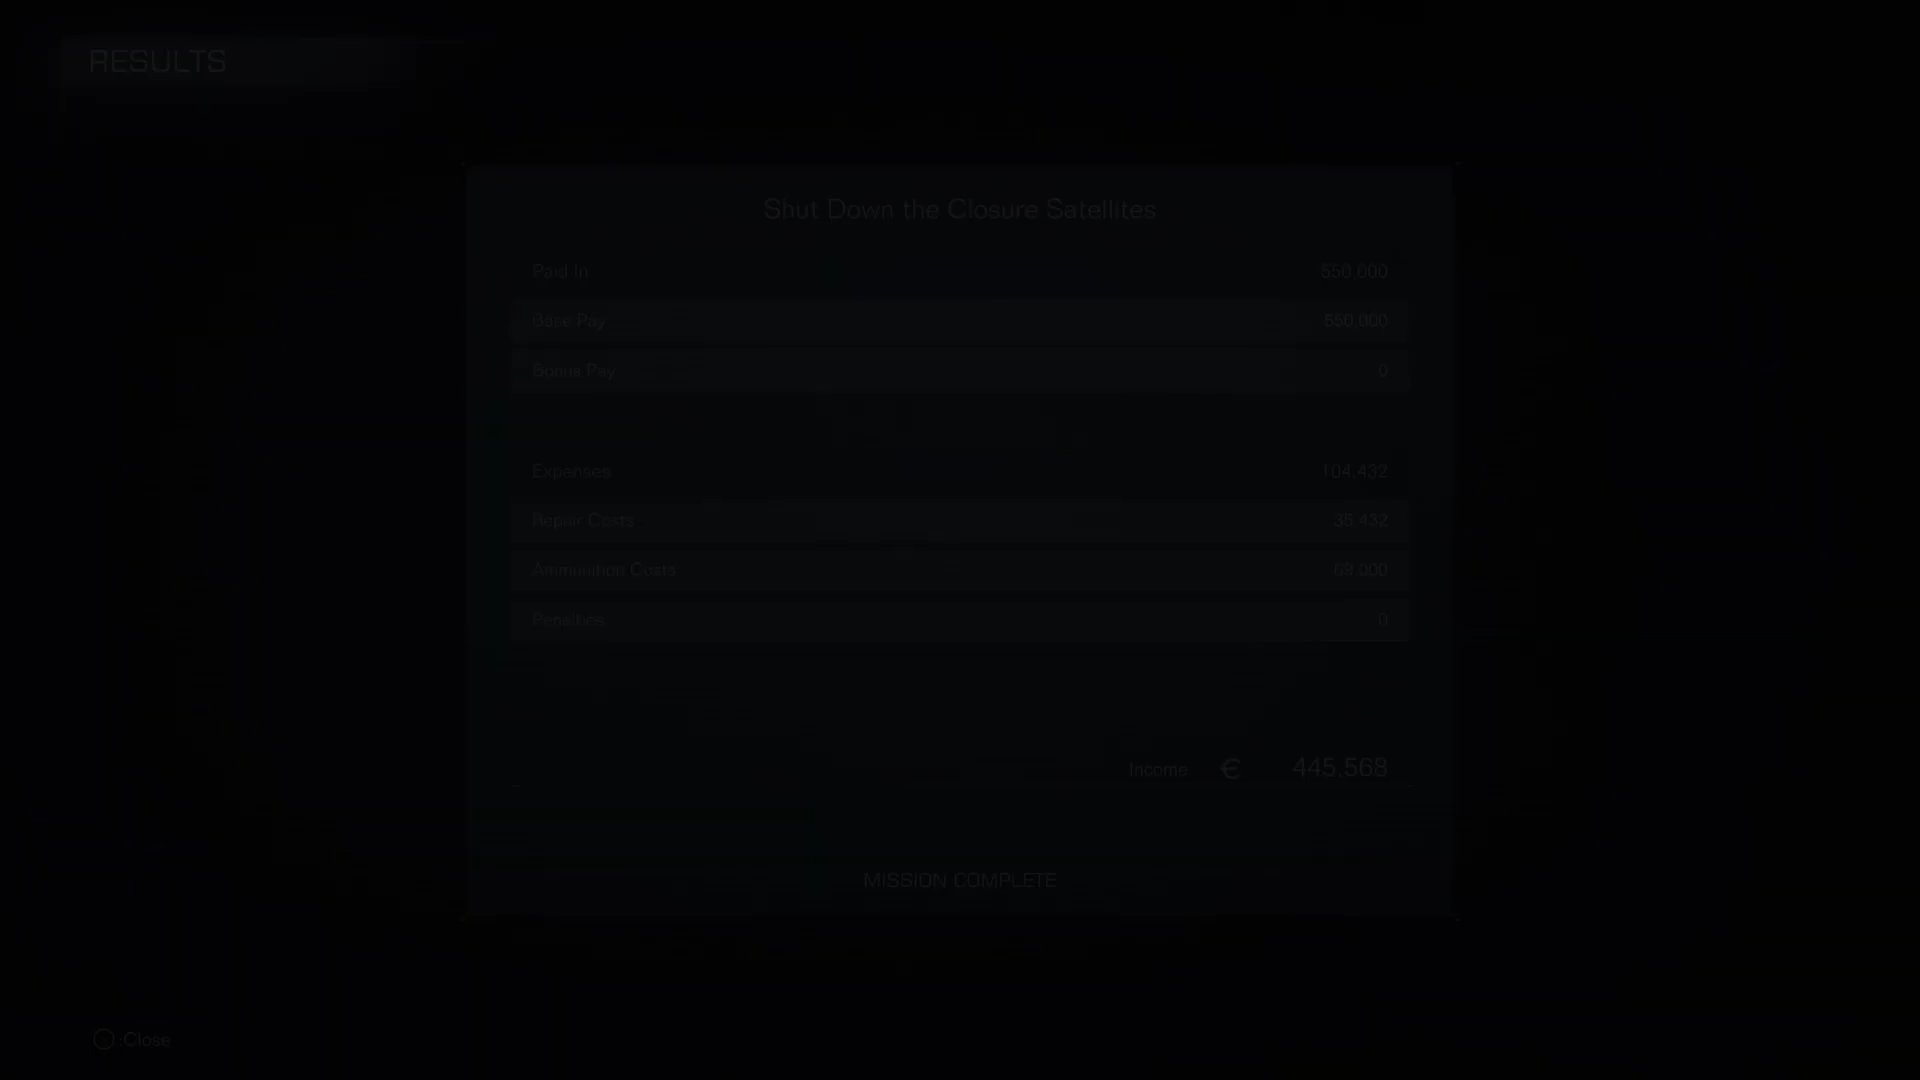 RESULTS
Shut Down the Closure Satellites
Paid In 550,000
Base Pay 550,000
Bonus Pay 0
Expenses 104,432
Repair Costs 35,432
Ammunition Costs 69,000
Penalties 0
Income € 445,568
MISSION COMPLETE
:Close